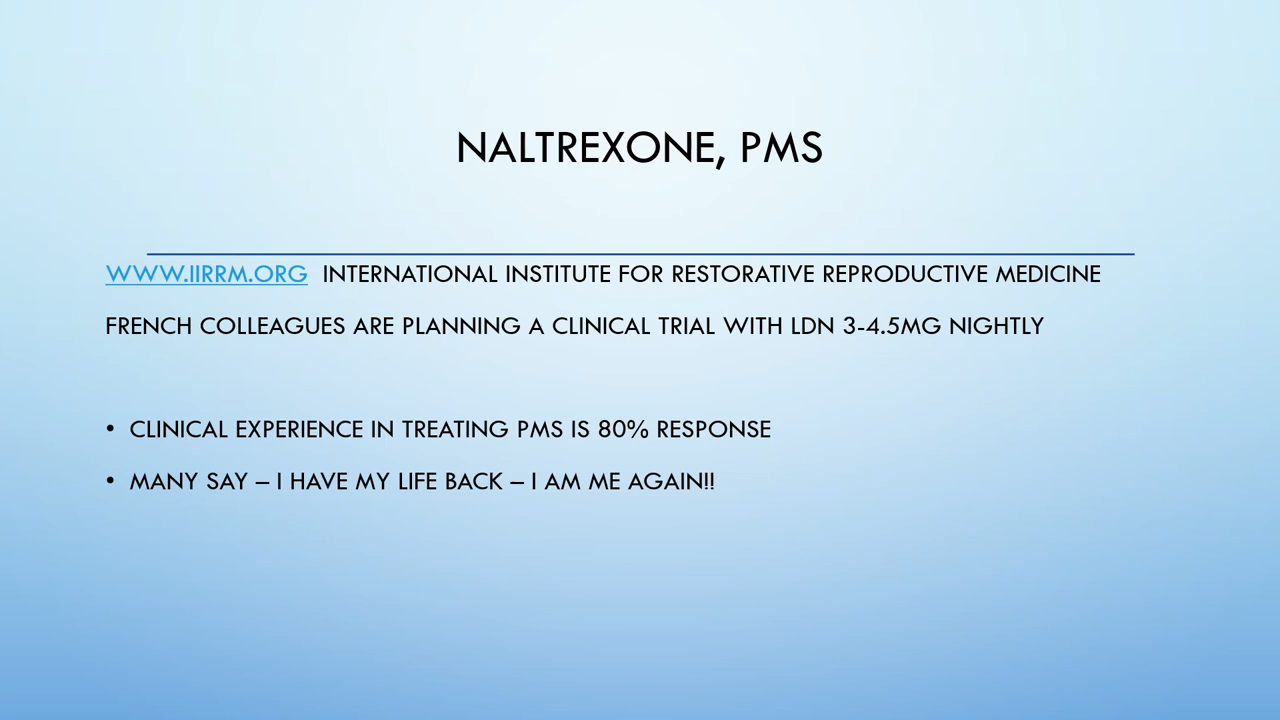 NALTREXONE, PMS
WWW.IIRRM.ORG INTERNATIONAL INSTITUTE FOR RESTORATIVE REPRODUCTIVE MEDICINE
FRENCH COLLEAGUES ARE PLANNING A CLINICAL TRIAL WITH LDN 3-4.5MG NIGHTLY
• CLINICAL EXPERIENCE IN TREATING PMS IS 80% RESPONSE
• MANY SAY – I HAVE MY LIFE BACK – I AM ME AGAIN!!